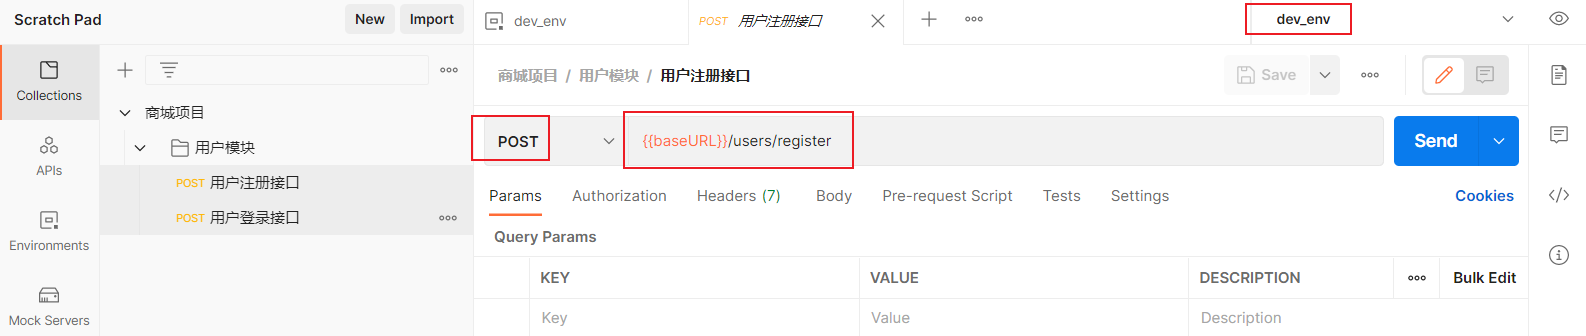 Scratch Pad New Import dev_env POST 用户注册接口 dev_env
Collections
APIs
Environments
Mock Servers
商城项目
用户模块
POST 用户注册接口
POST 用户登录接口
商城项目 / 用户模块 / 用户注册接口 Save
POST {{baseURL}}/users/register Send
Params Authorization Headers (7) Body Pre-request Script Tests Settings Cookies
Query Params
KEY VALUE DESCRIPTION Bulk Edit
Key Value Description